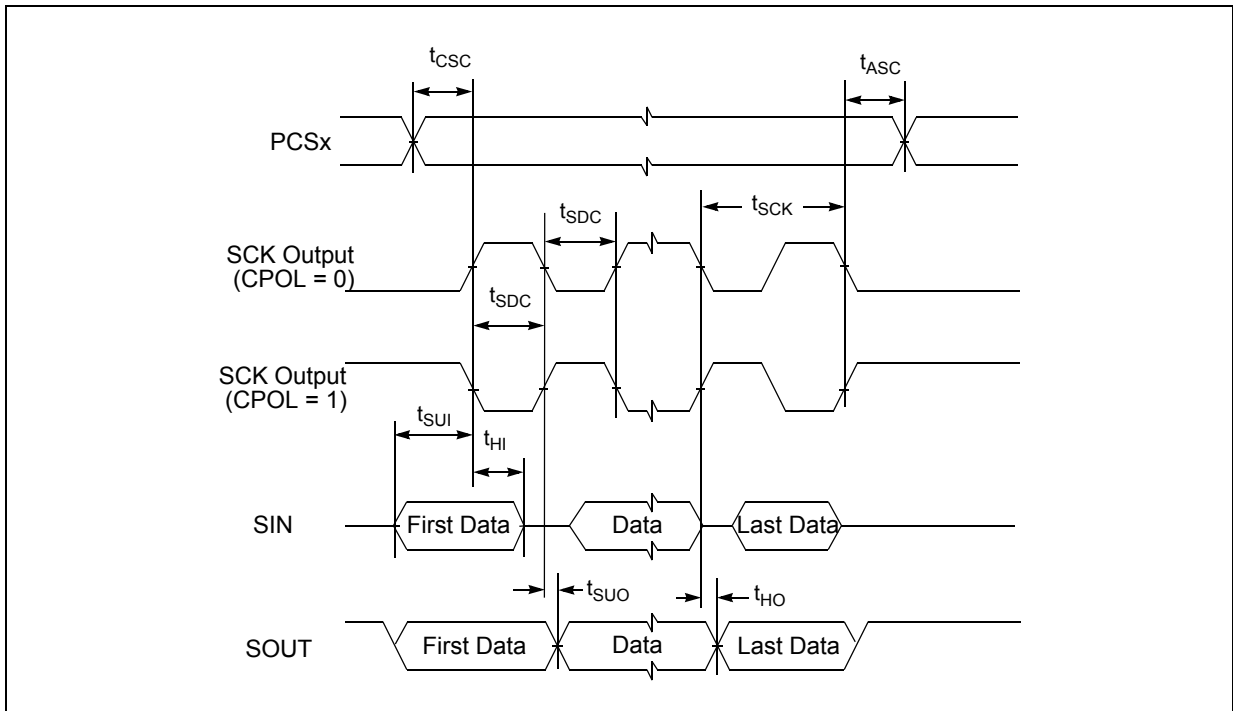 tCSC
tASC
PCSx
tSCK
tSDC
SCK Output
(CPOL = 0)
tSDC
SCK Output
(CPOL = 1)
tSUI
tHI
SIN
First Data
Data
Last Data
tSUO
tHO
SOUT
First Data
Data
Last Data